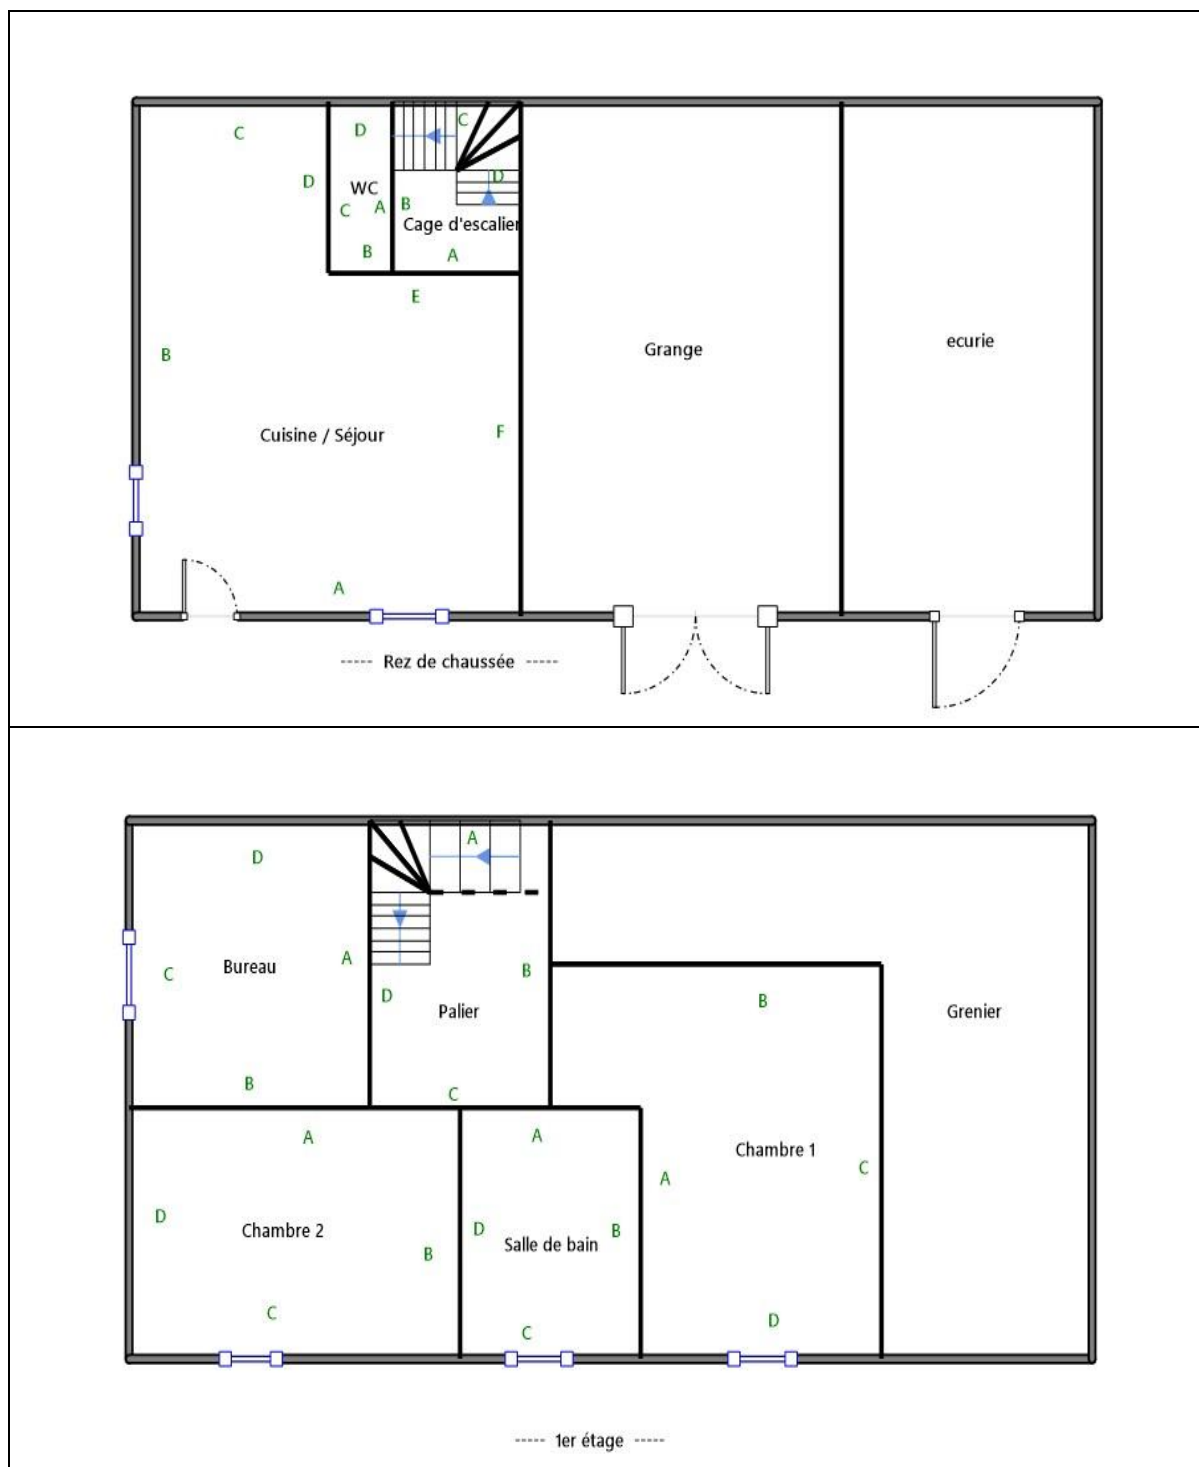 C
D
C
D
WC
D
C
A
B
Cage d'escalier
B
A
E
ecurie
Grange
B
F
Cuisine / Séjour
A
----- Rez de chaussée -----
A
D
A
Bureau
C
B
D
B
Palier
Grenier
B
C
A
A
Chambre 1
C
A
D
Chambre 2
D
B
Salle de bain
B
C
D
C
----- 1er étage -----